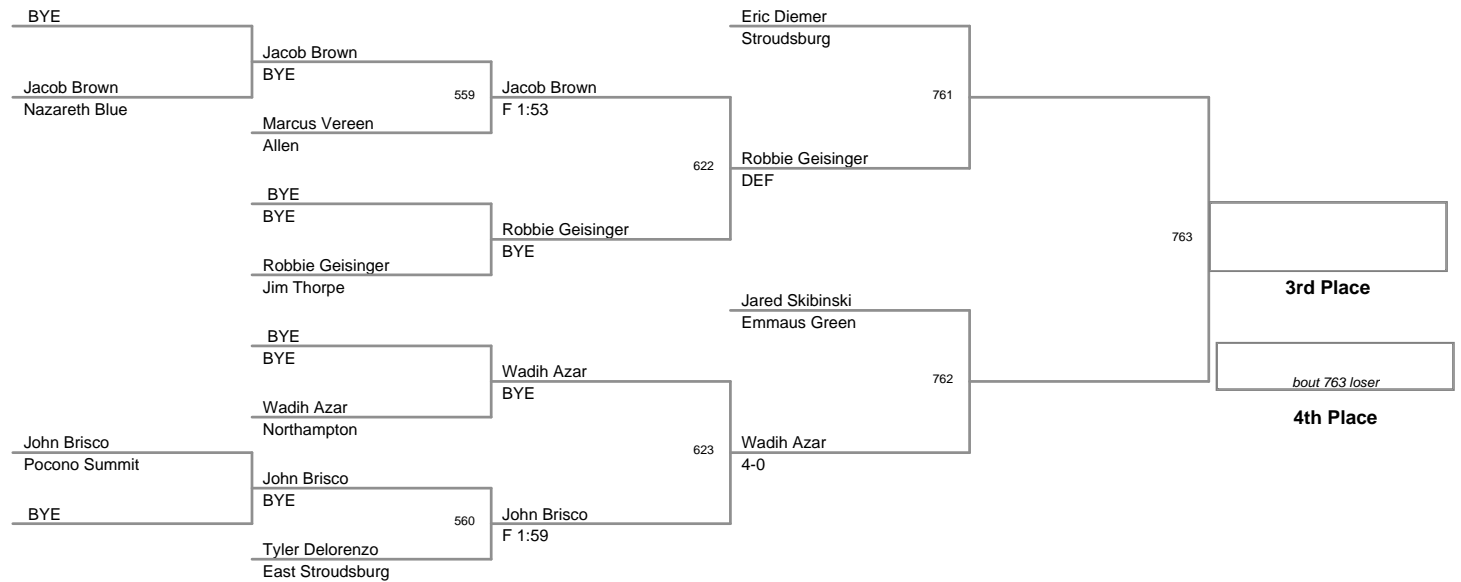 BYE
Jacob Brown
Nazareth Blue
Jacob Brown
BYE
559
Marcus Vereen
Allen
BYE
BYE
Robbie Geisinger
Jim Thorpe
BYE
BYE
Wadih Azar
Northampton
John Brisco
Pocono Summit
BYE
John Brisco
BYE
560
Tyler Delorenzo
East Stroudsburg
Jacob Brown
F 1:53
622
Robbie Geisinger
BYE
Wadih Azar
BYE
623
John Brisco
F 1:59
Eric Diemer
Stroudsburg
761
Robbie Geisinger
DEF
Jared Skibinski
Emmaus Green
762
Wadih Azar
4-0
763
3rd Place
bout 763 loser
4th Place